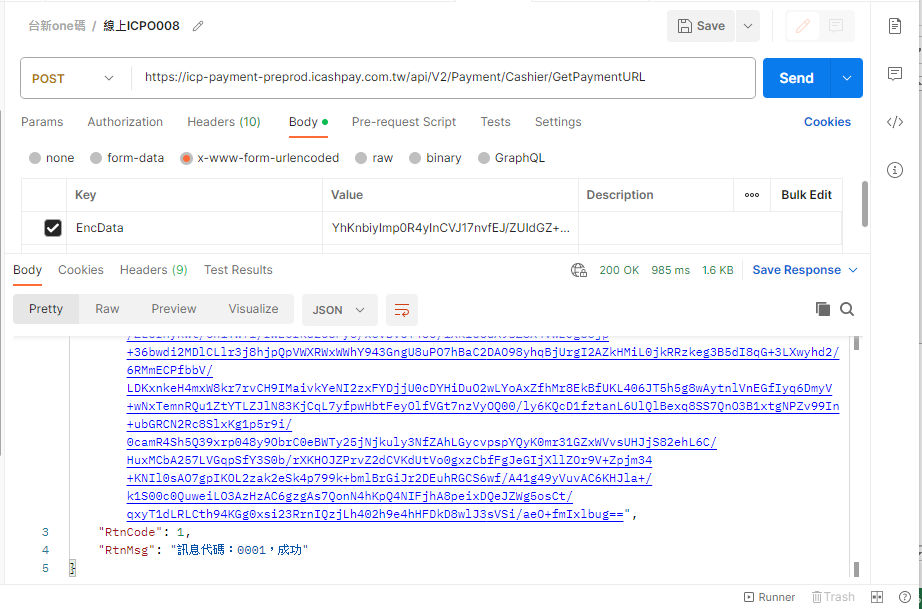 台新one碼 / 線上ICPO008
Save
POST
https://icp-payment-preprod.icashpay.com.tw/api/V2/Payment/Cashier/GetPaymentURL
Send
Params Authorization Headers (10) Body Pre-request Script Tests Settings Cookies
none form-data x-www-form-urlencoded raw binary GraphQL
Key Value Description Bulk Edit
EncData YhKnbiyImp0R4yInCVJ17nvfEJ/ZUIdGZ+...
Body Cookies Headers (9) Test Results 200 OK 985 ms 1.6 KB Save Response
Pretty Raw Preview Visualize JSON
+36bwdi2MDlCLlr3j8hjpQpVWXRWxWWhY943GngU8uPO7hBaC2DAO98yhqBjUrgI2AZkHMiL0jkRRzkeg3B5dI8qG+3LXwyhd2/
6RMmECPfbbV/
LDKxnkeH4mxW8kr7rvCH9IMaivkYeNI2zxFYDjjU0cDYHiDuO2wLYoAxZfhMr8EkBfUKL406JT5h5g8wAytnlVnEGfIyq6DmyV
+wNxTemnRQu1ZtYTLZJlN83KjCqL7yfpwHbtFeyOlfVGt7nzVyOQ00/ly6KQcD1fztanL6UlQlBexq8SS7QnO3B1xtgNPZv99In
+ubGRCN2Rc8SlxKg1p5r9i/
0camR4Sh5Q39xrp048y9ObrC0eBWTy25jNjkuly3NfZAhLGycvpspYQyK0mr31GZxWVvsUHJjS82ehL6C/
HuxMCbA257LVGqpSfY3S0b/rXKHOJZPrvZ2dCVKdUtVo0gxzCbfFgJeGIjXllZOr9V+Zpjm34
+KNIl0sAO7gpIKOL2zak2eSk4p799k+bmlBrGiJr2DEuhRGCS6wf/A41g49yVuvAC6KHJla+/
k1S00c0QuweiLO3AzHzAC6gzgAs7QonN4hKpQ4NIFjhA8peixDQeJZWg5osCt/
qxyT1dLRLCth94KGg0xsi23RrnIQzjLh402h9e4hHFDkD8wlJ3sVSi/aeO+fmIxlbug==",
3 "RtnCode": 1,
4 "RtnMsg": "訊息代碼：0001，成功"
5 }
Runner Trash